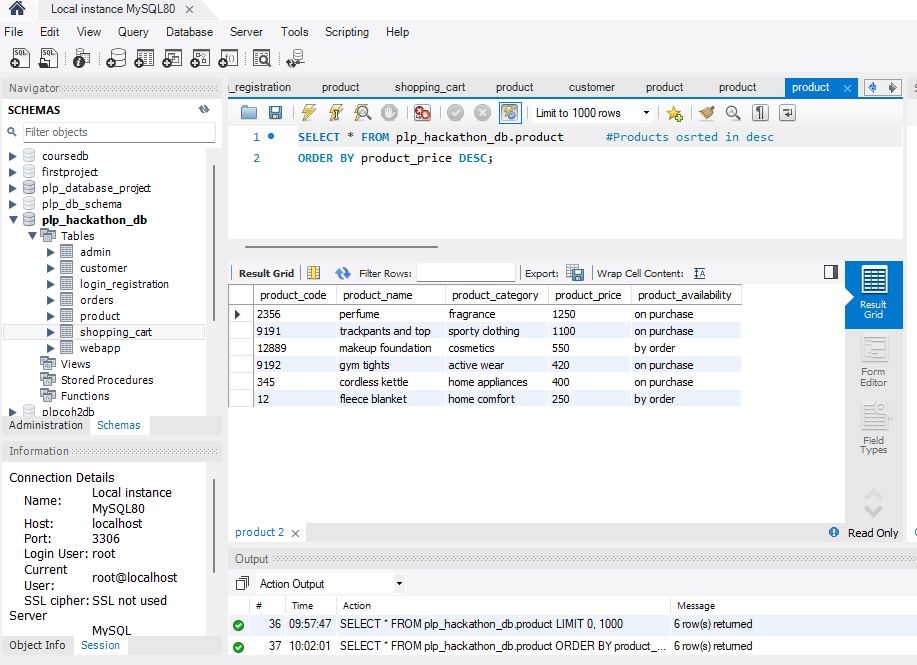 Local instance MySQL80 ×
File Edit View Query Database Server Tools Scripting Help
SQL SQL
Navigator
SCHEMAS
Filter objects
coursedb
firstproject
plp_database_project
plp_db_schema
plp_hackathon_db
Tables
admin
customer
login_registration
orders
product
shopping_cart
webapp
Views
Stored Procedures
Functions
plpcoh2db
Administration Schemas
Information
Connection Details
Name: Local instance MySQL80
Host: localhost
Port: 3306
Login User: root
Current User: root@localhost
SSL cipher: SSL not used
Server
MySQL
Object Info Session
_registration product shopping_cart product customer product product product ×
Limit to 1000 rows
1 SELECT * FROM plp_hackathon_db.product #Products osrted in desc
2 ORDER BY product_price DESC;
Result Grid Filter Rows: Export: Wrap Cell Content: IA
product_code product_name product_category product_price product_availability
2356 perfume fragrance 1250 on purchase
9191 trackpants and top sporty clothing 1100 on purchase
12889 makeup foundation cosmetics 550 by order
9192 gym tights active wear 420 on purchase
345 cordless kettle home appliances 400 on purchase
12 fleece blanket home comfort 250 by order
Result Grid
Form Editor
Field Types
product 2 × Read Only
Output
Action Output
# Time Action Message
36 09:57:47 SELECT * FROM plp_hackathon_db.product LIMIT 0, 1000 6 row(s) returned
37 10:02:01 SELECT * FROM plp_hackathon_db.product ORDER BY product_... 6 row(s) returned